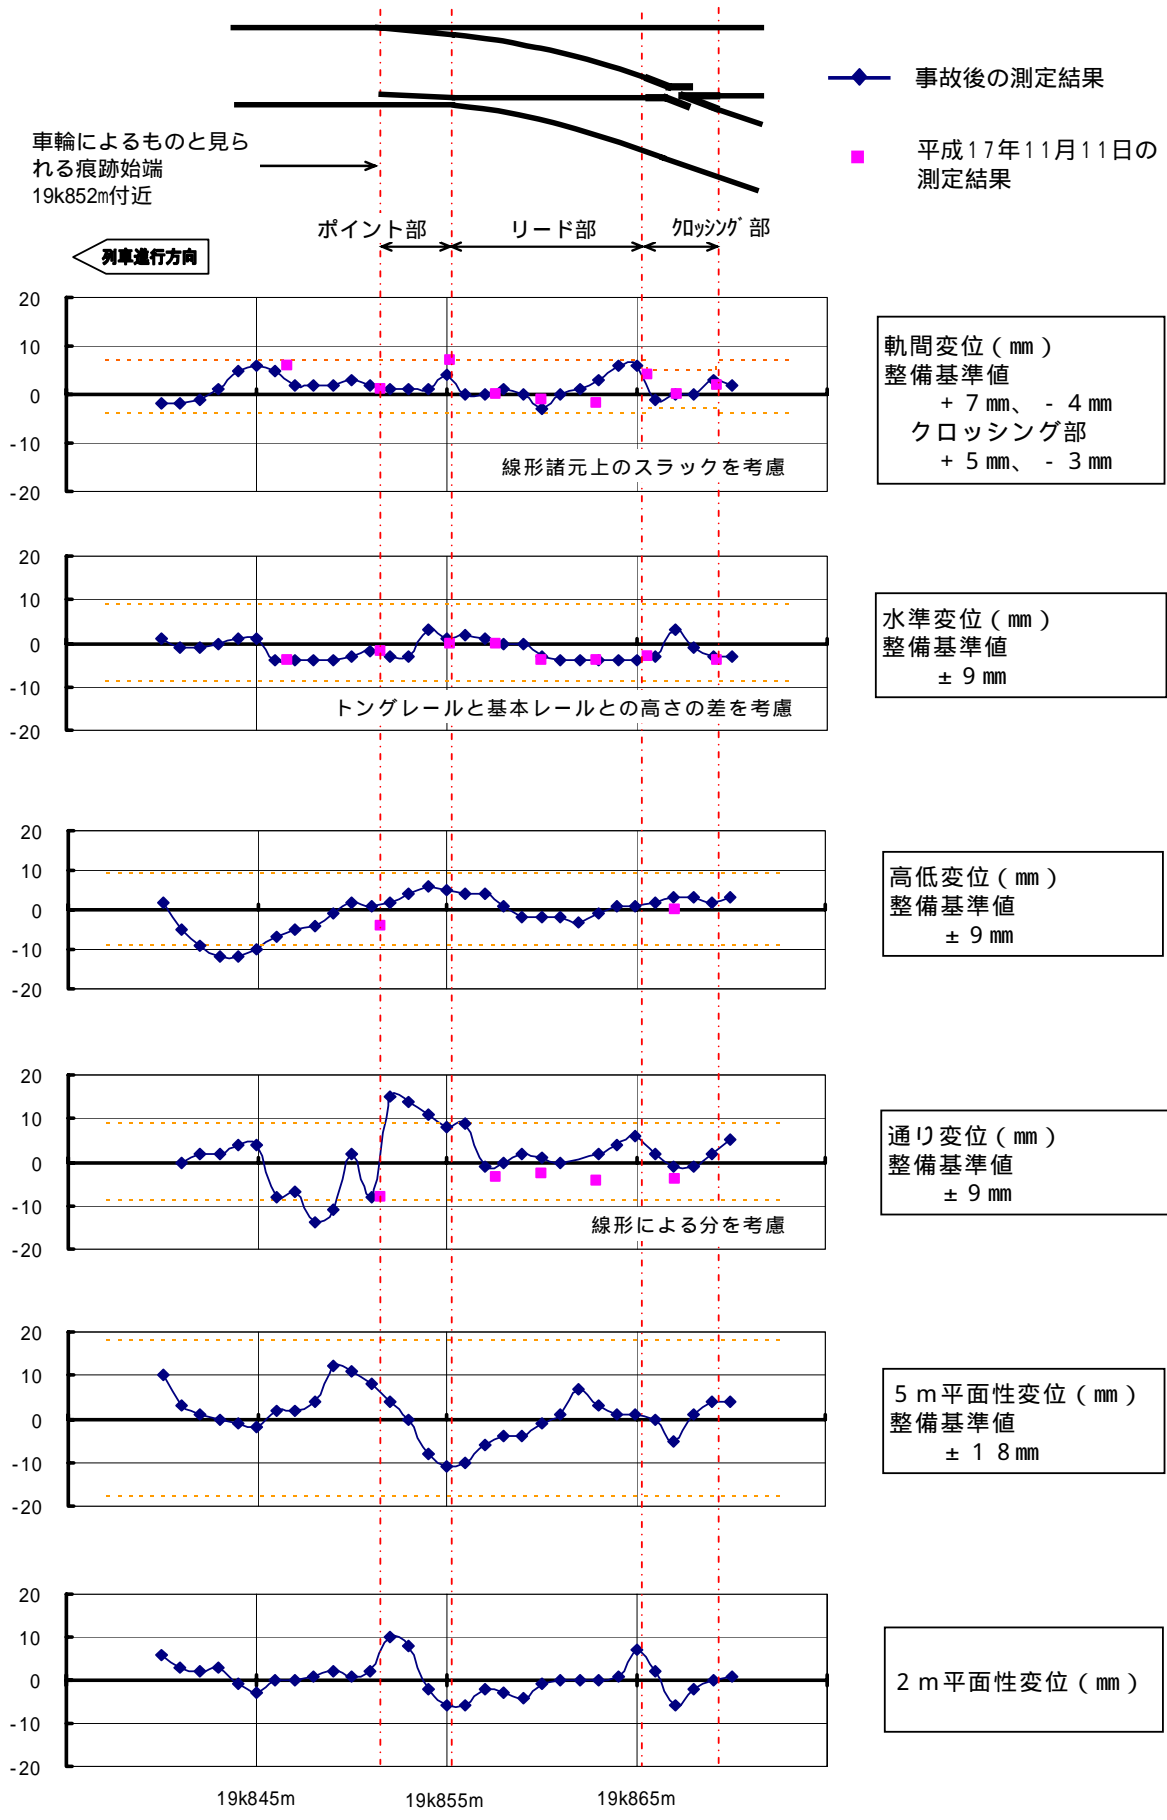 事故後の測定結果
平成17年11月11日の
測定結果
車輪によるものと見ら
れる痕跡始端
19k852m付近
ポイント部
リード部
クロッシング部
列車進行方向
20
10
0
-10
-20
線形諸元上のスラックを考慮
軌間変位(㎜)
整備基準値
+7㎜、-4㎜
クロッシング部
+5㎜、-3㎜
20
10
0
-10
-20
トングレールと基本レールとの高さの差を考慮
水準変位(㎜)
整備基準値
±9㎜
20
10
0
-10
-20
高低変位(㎜)
整備基準値
±9㎜
20
10
0
-10
-20
線形による分を考慮
通り変位(㎜)
整備基準値
±9㎜
20
10
0
-10
-20
5m平面性変位(㎜)
整備基準値
±18㎜
20
10
0
-10
-20
2m平面性変位(㎜)
19k845m
19k855m
19k865m